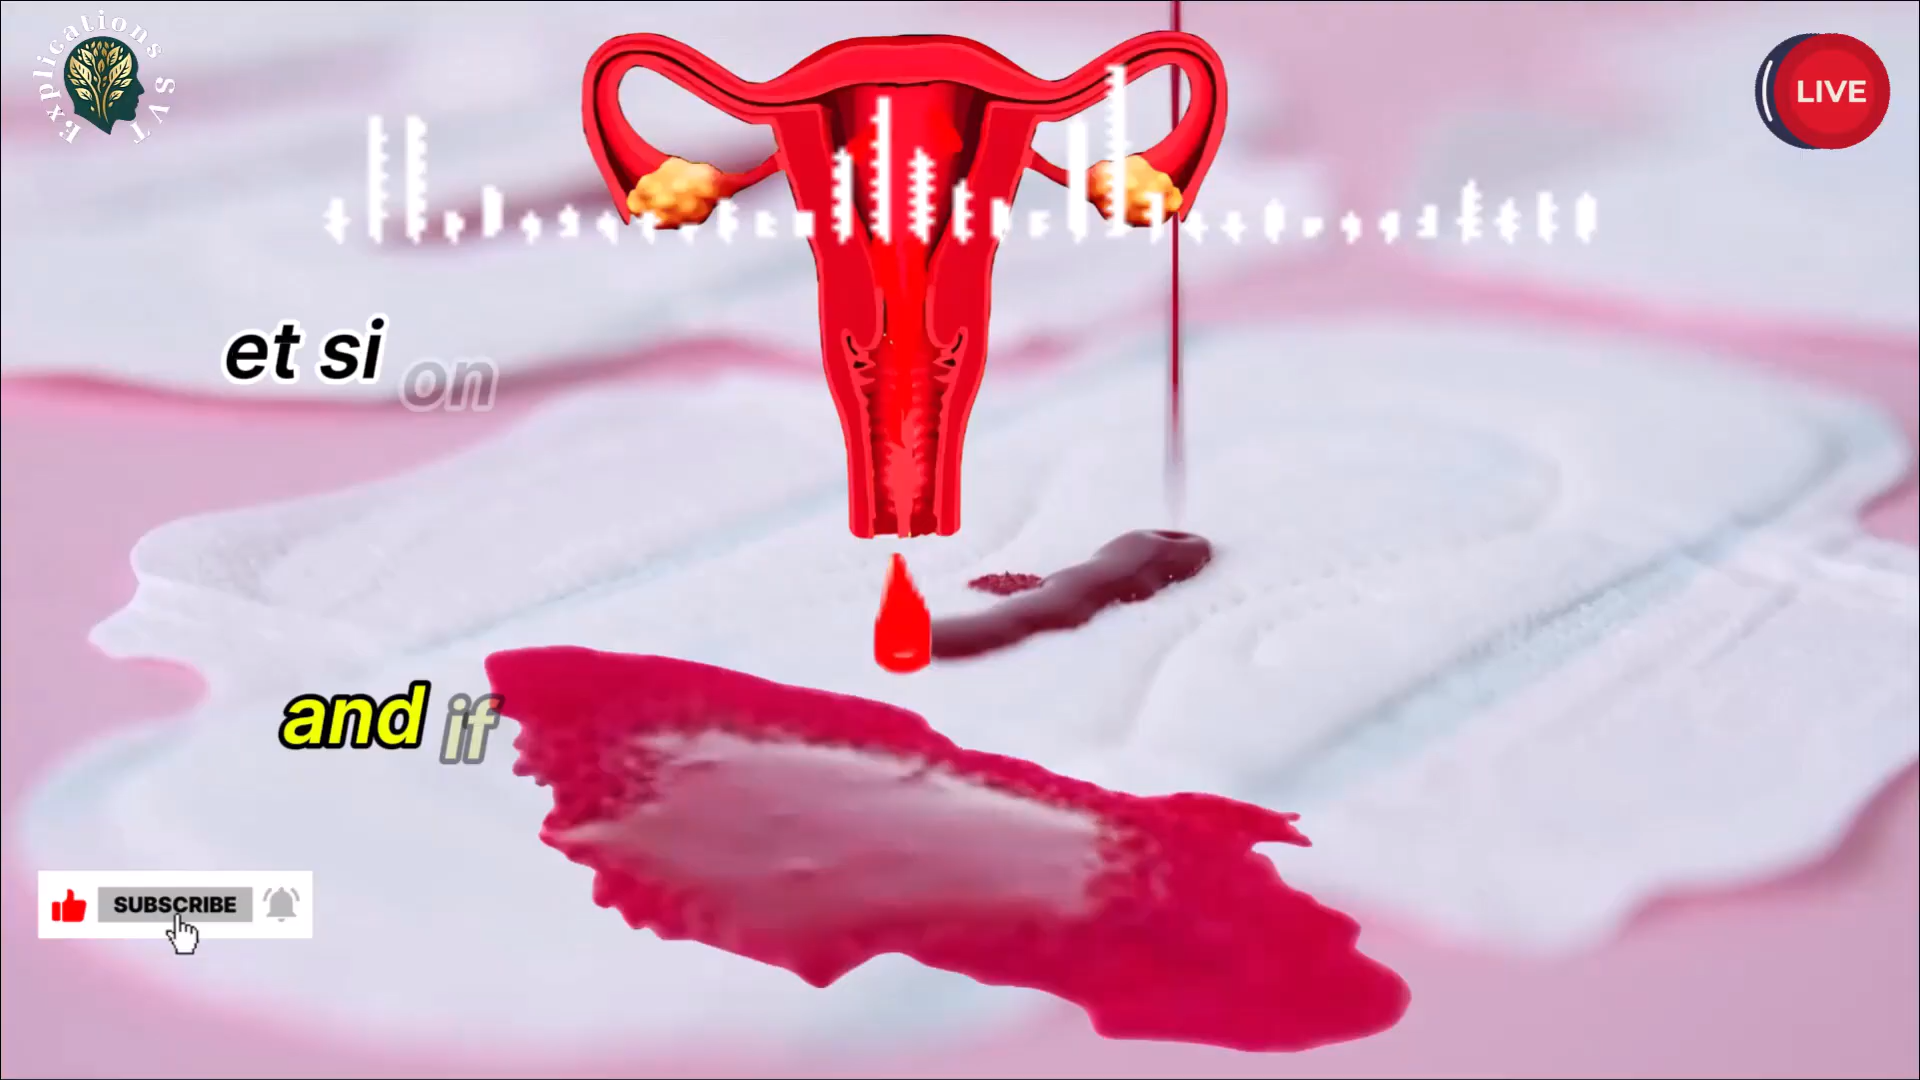 Explications SVT
LIVE
et si on
and if
SUBSCRIBE